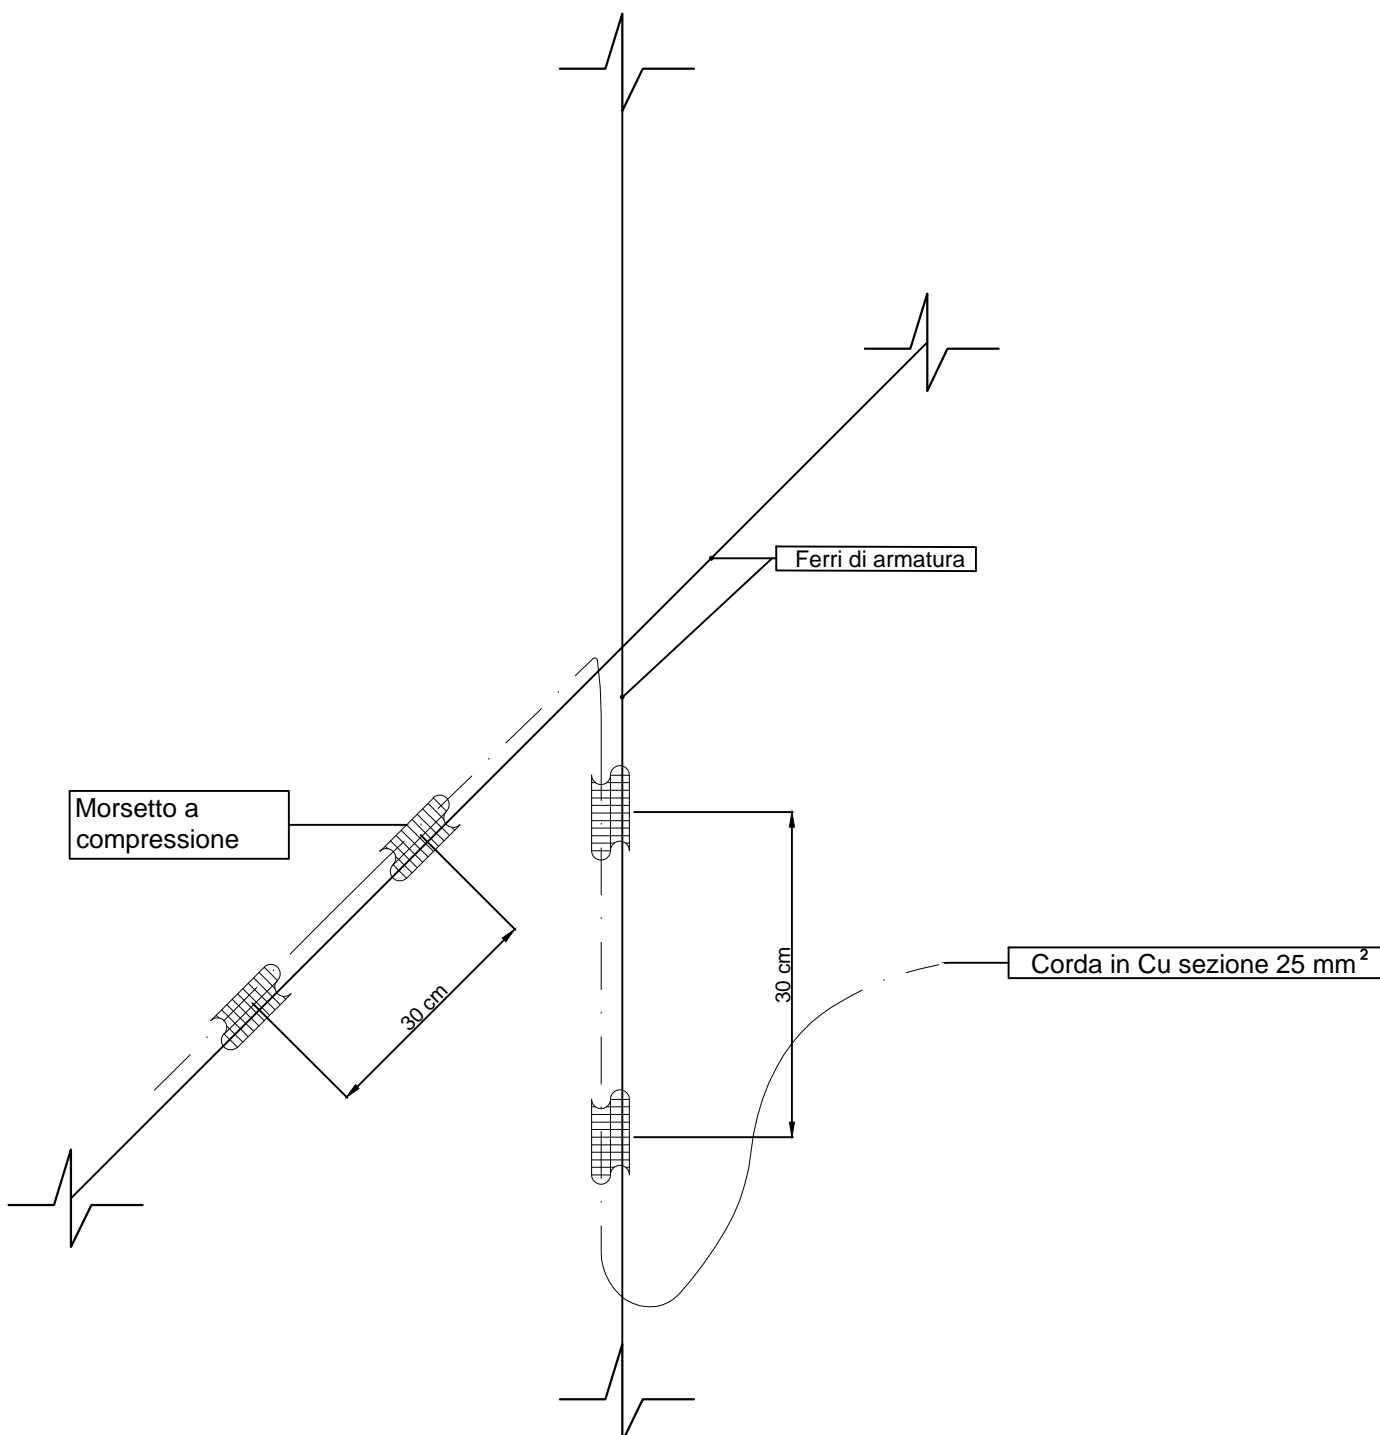 Ferri di armatura
Morsetto a
compressione
30 cm
30 cm
Corda in Cu sezione 25 mm²